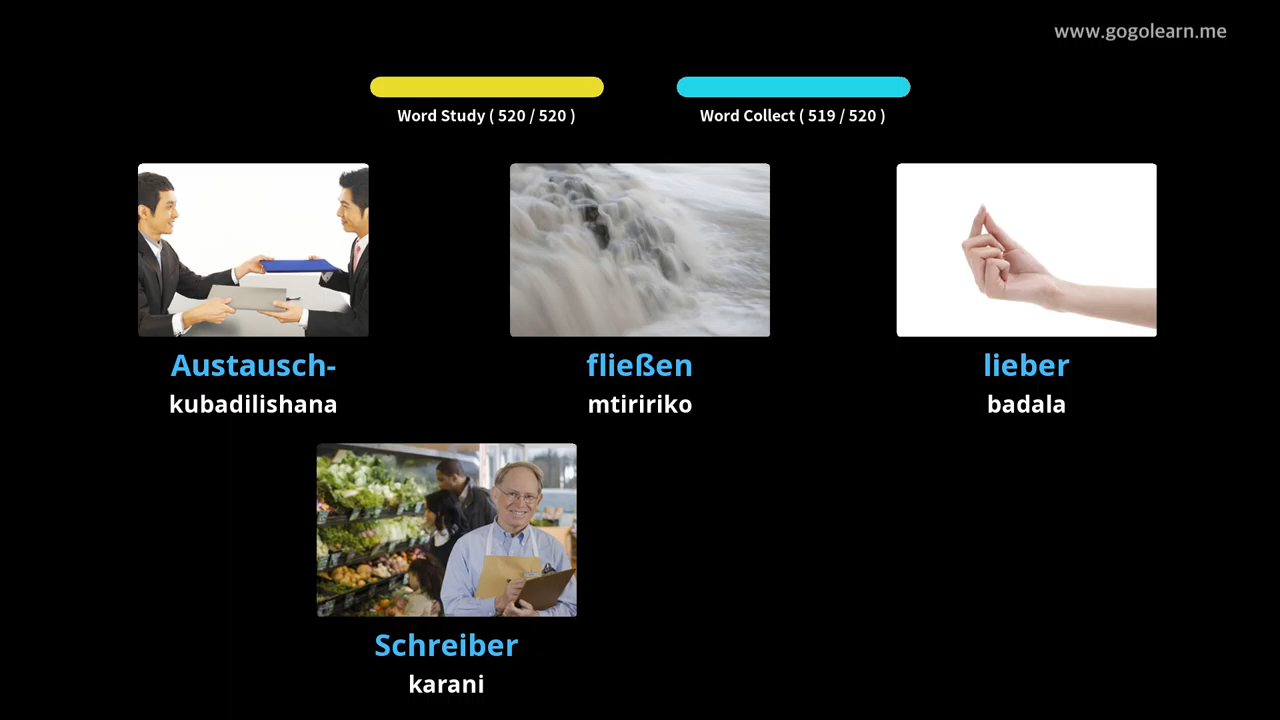 www.gogolearn.me
Word Study ( 520 / 520 )
Word Collect ( 519 / 520 )
Austausch-
kubadilishana
fließen
mtiririko
lieber
badala
Schreiber
karani